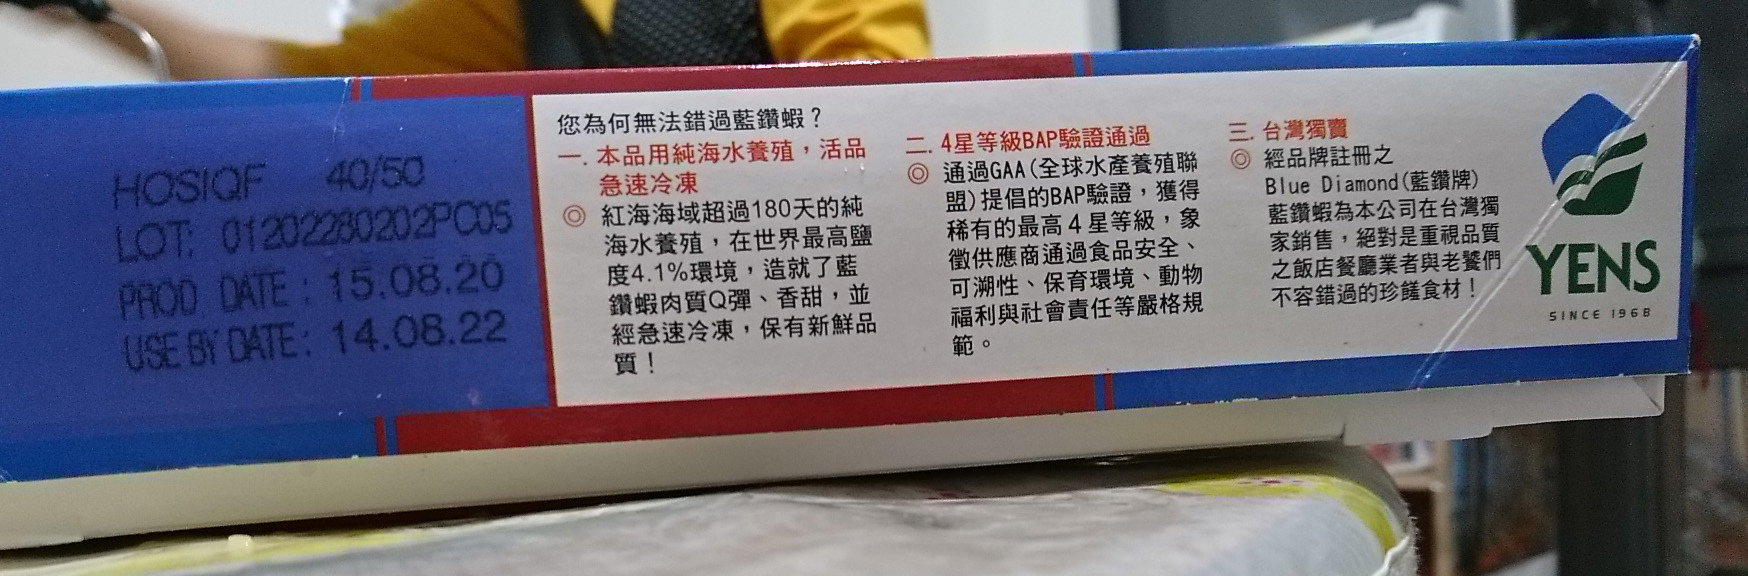 HOSIQF 40/50
LOT: 01202280202PC05
PROD DATE: 15.08.20
USE BY DATE: 14.08.22
您為何無法錯過藍鑽蝦？
一. 本品用純海水養殖，活品
急速冷凍
◎ 紅海海域超過180天的純
海水養殖，在世界最高鹽
度4.1%環境，造就了藍
鑽蝦肉質Q彈、香甜，並
經急速冷凍，保有新鮮品
質！
二. 4星等級BAP驗證通過
◎ 通過GAA(全球水產養殖聯
盟)提倡的BAP驗證，獲得
稀有的最高4星等級，象
徵供應商通過食品安全、
可溯性、保育環境、動物
福利與社會責任等嚴格規
範。
三. 台灣獨賣
◎ 經品牌註冊之
Blue Diamond(藍鑽牌)
藍鑽蝦為本公司在台灣獨
家銷售，絕對是重視品質
之飯店餐廳業者與老饕們
不容錯過的珍饈食材！
YENS
SINCE 1968